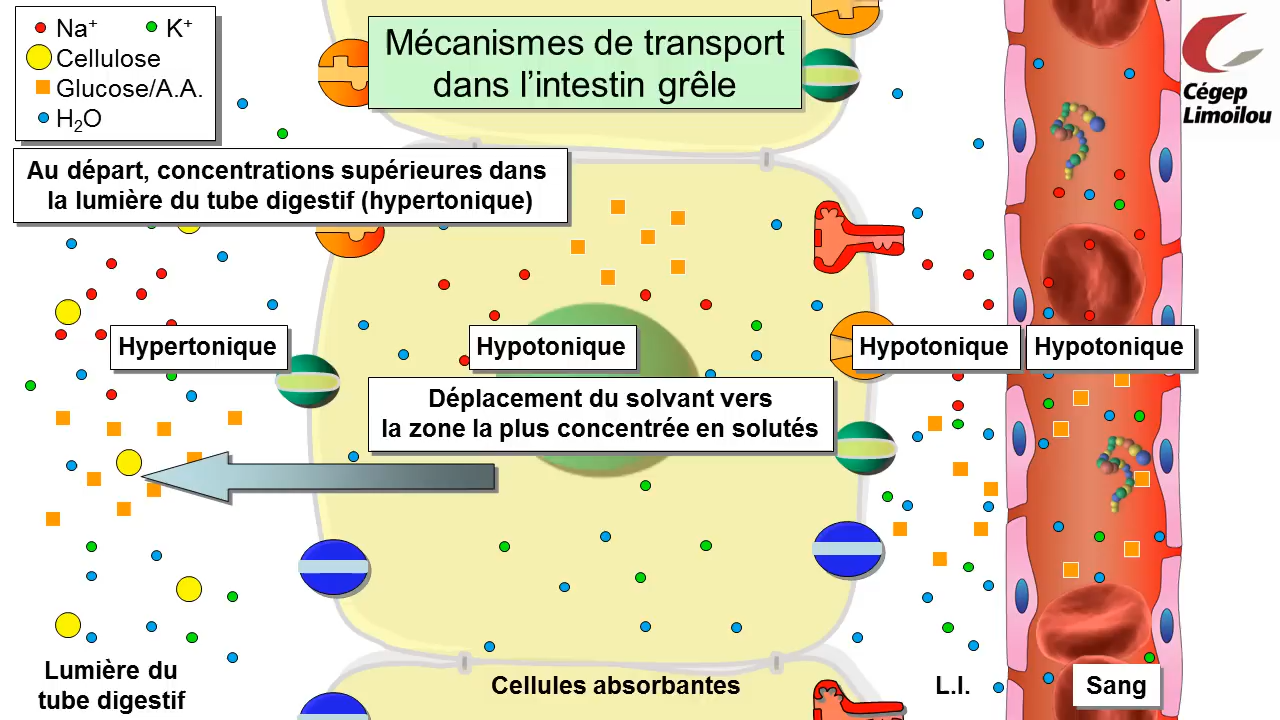 Na⁺ K⁺
Cellulose
Glucose/A.A.
H₂O
Mécanismes de transport
dans l’intestin grêle
Cégep
Limoilou
Au départ, concentrations supérieures dans
la lumière du tube digestif (hypertonique)
Hypertonique
Hypotonique
Hypotonique
Hypotonique
Déplacement du solvant vers
la zone la plus concentrée en solutés
Lumière du
tube digestif
Cellules absorbantes
L.I.
Sang